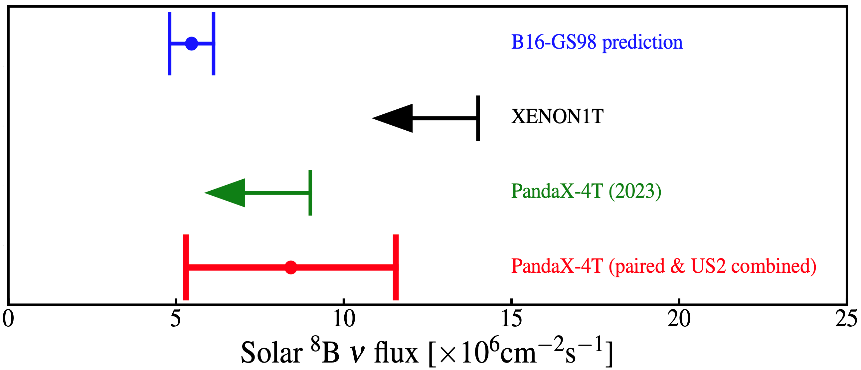 B16-GS98 prediction
XENON1T
PandaX-4T (2023)
PandaX-4T (paired & US2 combined)
0 5 10 15 20 25
Solar ⁸B ν flux [×10⁶cm⁻²s⁻¹]